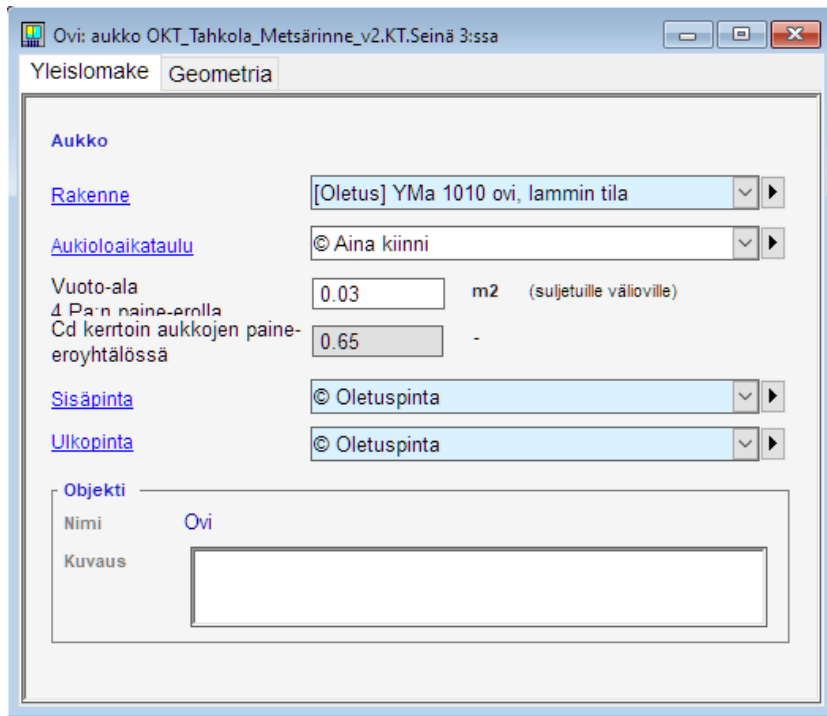 Ovi: aukko OKT_Tahkola_Metsärinne_v2.KT.Seinä 3:ssa
Yleislomake Geometria
Aukko
Rakenne [Oletus] YMa 1010 ovi, lammin tila
Aukioloaikataulu © Aina kiinni
Vuoto-ala
4 Pa:n paine-erolla 0.03 m2 (suljetuille välioville)
Cd kerrtoin aukkojen paine-
eroyhtälössä 0.65 -
Sisäpinta © Oletuspinta
Ulkopinta © Oletuspinta
Objekti
Nimi Ovi
Kuvaus